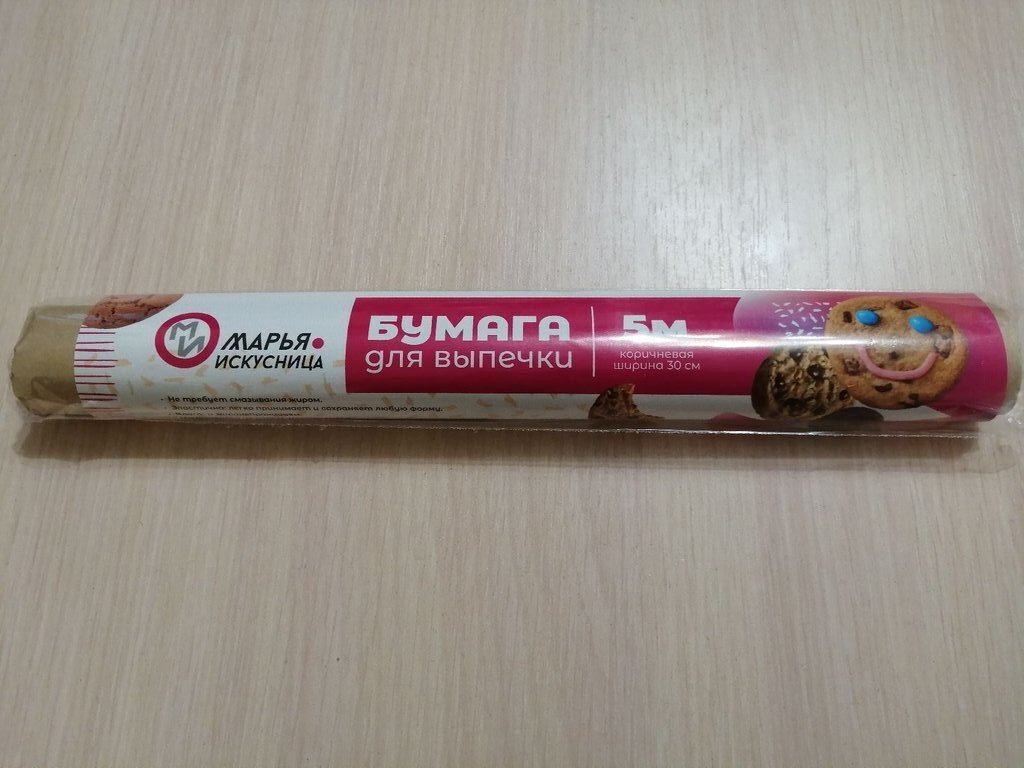 МИ
МАРЬЯ
ИСКУСНИЦА
БУМАГА
для выпечки
5м
коричневая
ширина 30 см
• Не требует смазывания жиром.
• Эластична: легко принимает и сохраняет любую форму.